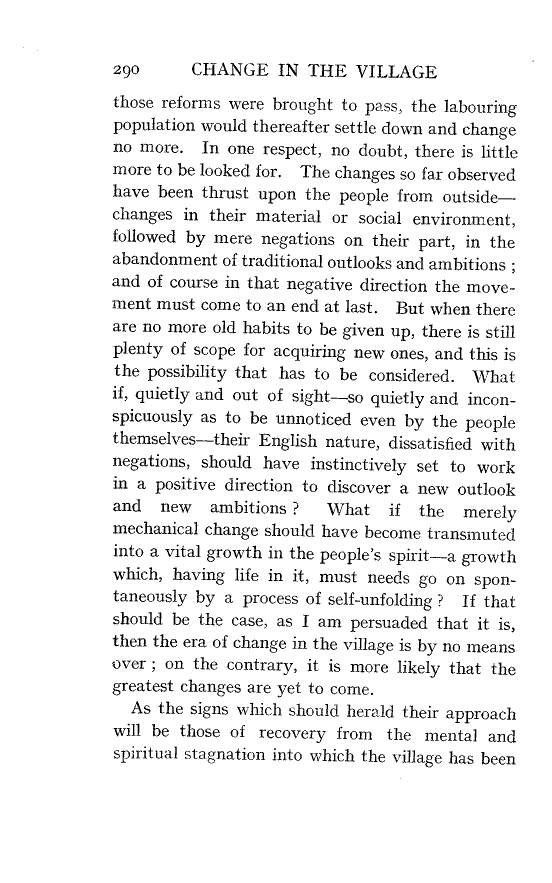 290 CHANGE IN THE VILLAGE
those reforms were brought to pass, the labouring
population would thereafter settle down and change
no more. In one respect, no doubt, there is little
more to be looked for. The changes so far observed
have been thrust upon the people from outside—
changes in their material or social environment,
followed by mere negations on their part, in the
abandonment of traditional outlooks and ambitions ;
and of course in that negative direction the move-
ment must come to an end at last. But when there
are no more old habits to be given up, there is still
plenty of scope for acquiring new ones, and this is
the possibility that has to be considered. What
if, quietly and out of sight—so quietly and incon-
spicuously as to be unnoticed even by the people
themselves—their English nature, dissatisfied with
negations, should have instinctively set to work
in a positive direction to discover a new outlook
and new ambitions ? What if the merely
mechanical change should have become transmuted
into a vital growth in the people's spirit—a growth
which, having life in it, must needs go on spon-
taneously by a process of self-unfolding ? If that
should be the case, as I am persuaded that it is,
then the era of change in the village is by no means
over ; on the contrary, it is more likely that the
greatest changes are yet to come.
As the signs which should herald their approach
will be those of recovery from the mental and
spiritual stagnation into which the village has been